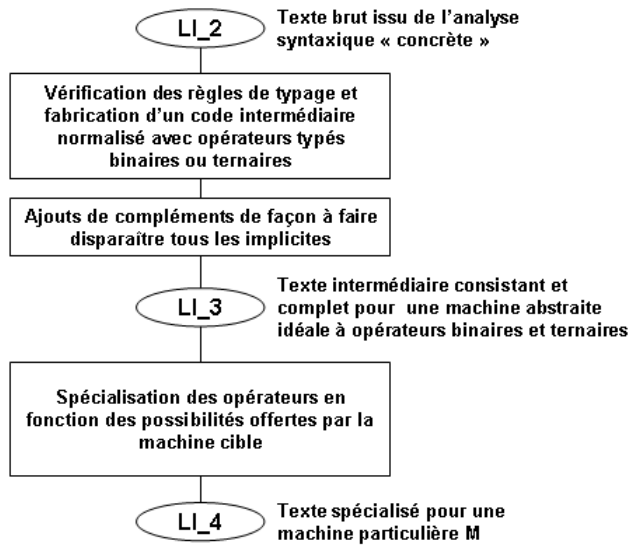 LI_2
Texte brut issu de l’analyse
syntaxique « concrète »
Vérification des règles de typage et
fabrication d’un code intermédiaire
normalisé avec opérateurs typés
binaires ou ternaires
Ajouts de compléments de façon à faire
disparaître tous les implicites
LI_3
Texte intermédiaire consistant et
complet pour une machine abstraite
idéale à opérateurs binaires et ternaires
Spécialisation des opérateurs en
fonction des possibilités offertes par la
machine cible
LI_4
Texte spécialisé pour une
machine particulière M